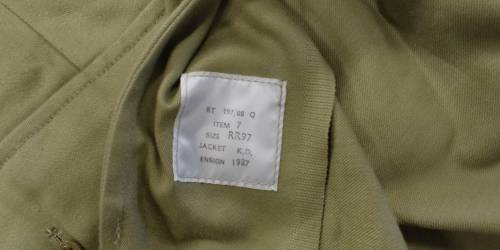 RT 197/88 Q
ITEM 7
SIZE RR97
JACKET K.D.
ENSIGN 1987